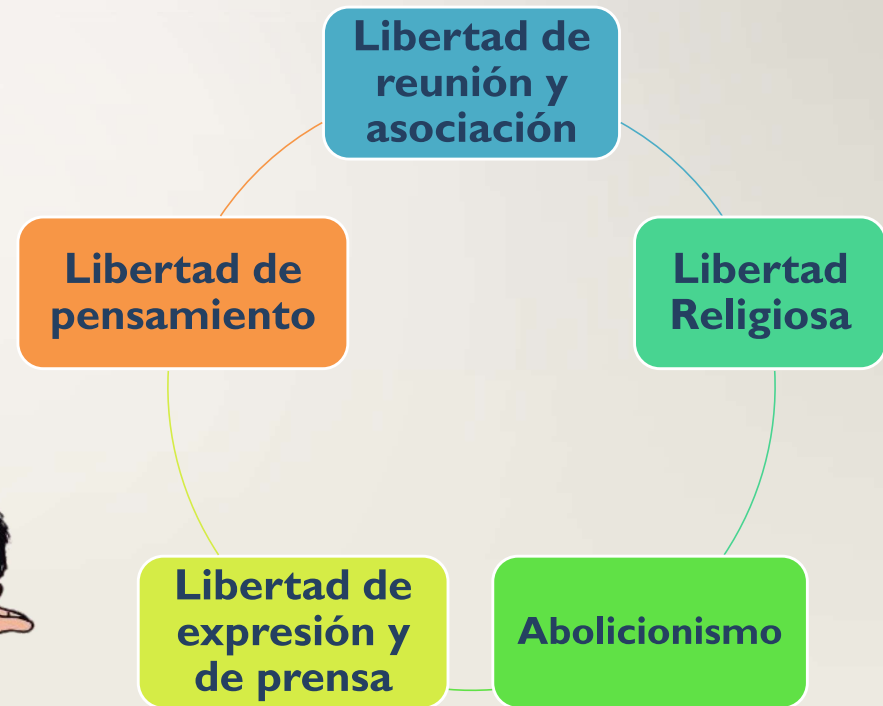 Libertad de
reunión y
asociación
Libertad de
pensamiento
Libertad
Religiosa
Libertad de
expresión y
de prensa
Abolicionismo